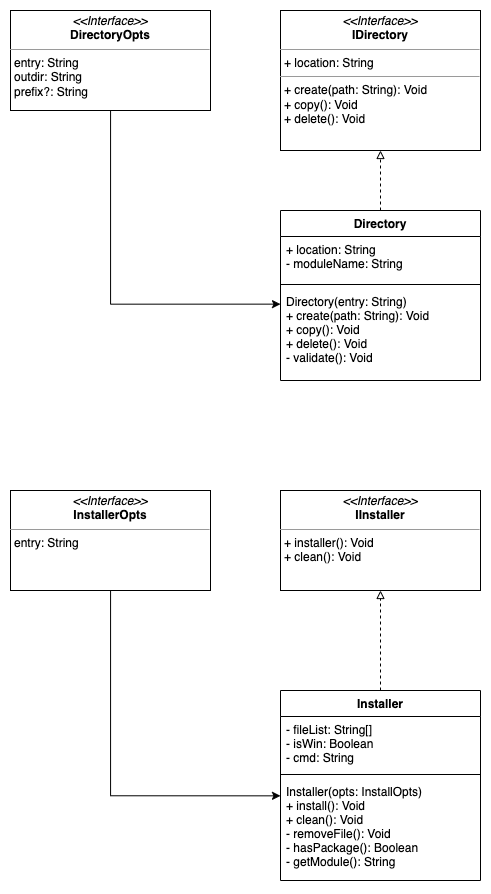 <<Interface>>
DirectoryOpts
entry: String
outdir: String
prefix?: String
<<Interface>>
IDirectory
+ location: String
+ create(path: String): Void
+ copy(): Void
+ delete(): Void
Directory
+ location: String
- moduleName: String
Directory(entry: String)
+ create(path: String): Void
+ copy(): Void
+ delete(): Void
- validate(): Void
<<Interface>>
InstallerOpts
entry: String
<<Interface>>
IInstaller
+ installer(): Void
+ clean(): Void
Installer
- fileList: String[]
- isWin: Boolean
- cmd: String
Installer(opts: InstallOpts)
+ install(): Void
+ clean(): Void
- removeFile(): Void
- hasPackage(): Boolean
- getModule(): String